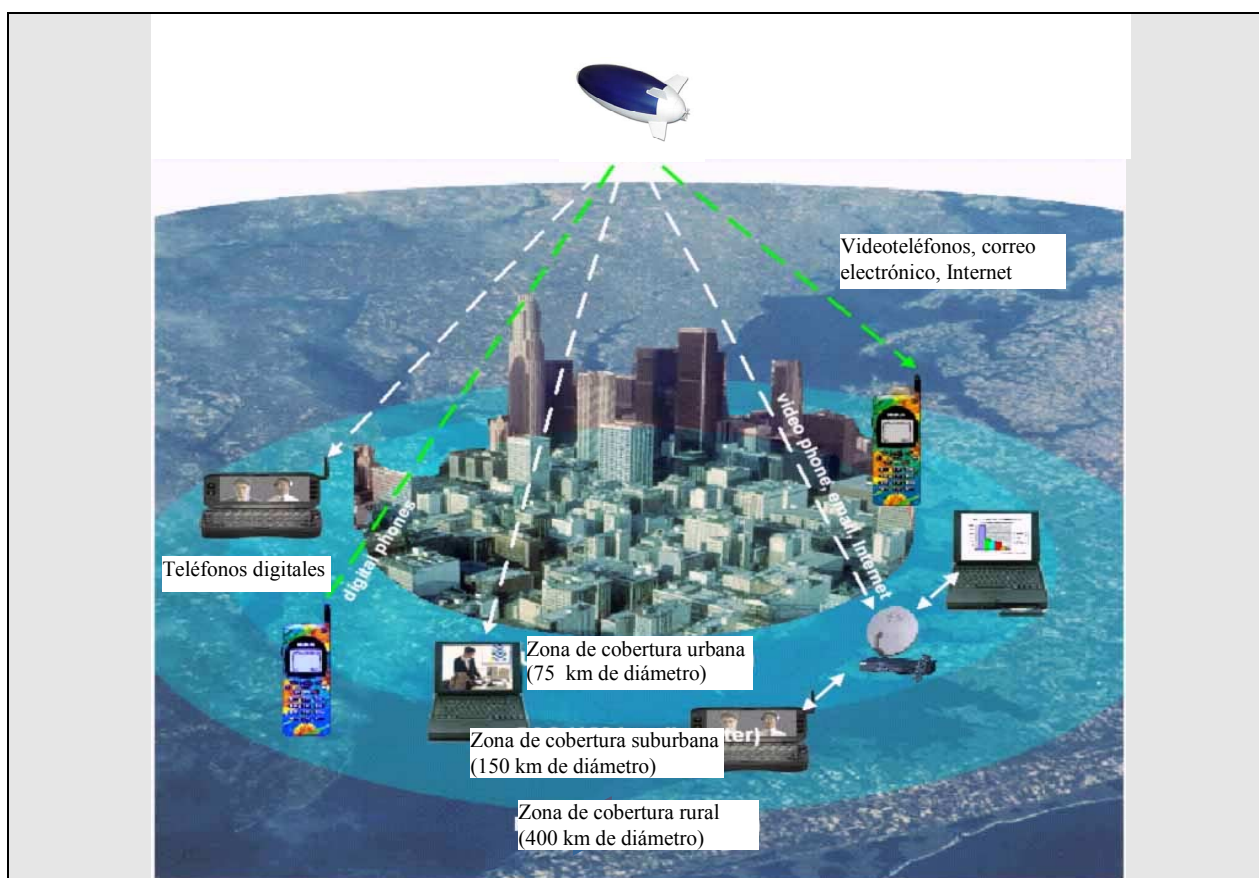 Videoteléfonos, correo
electrónico, Internet
video phone, email, Internet
digital phones
Teléfonos digitales
Zona de cobertura urbana
(75 km de diámetro)
Zona de cobertura suburbana
(150 km de diámetro)
ter)
Zona de cobertura rural
(400 km de diámetro)